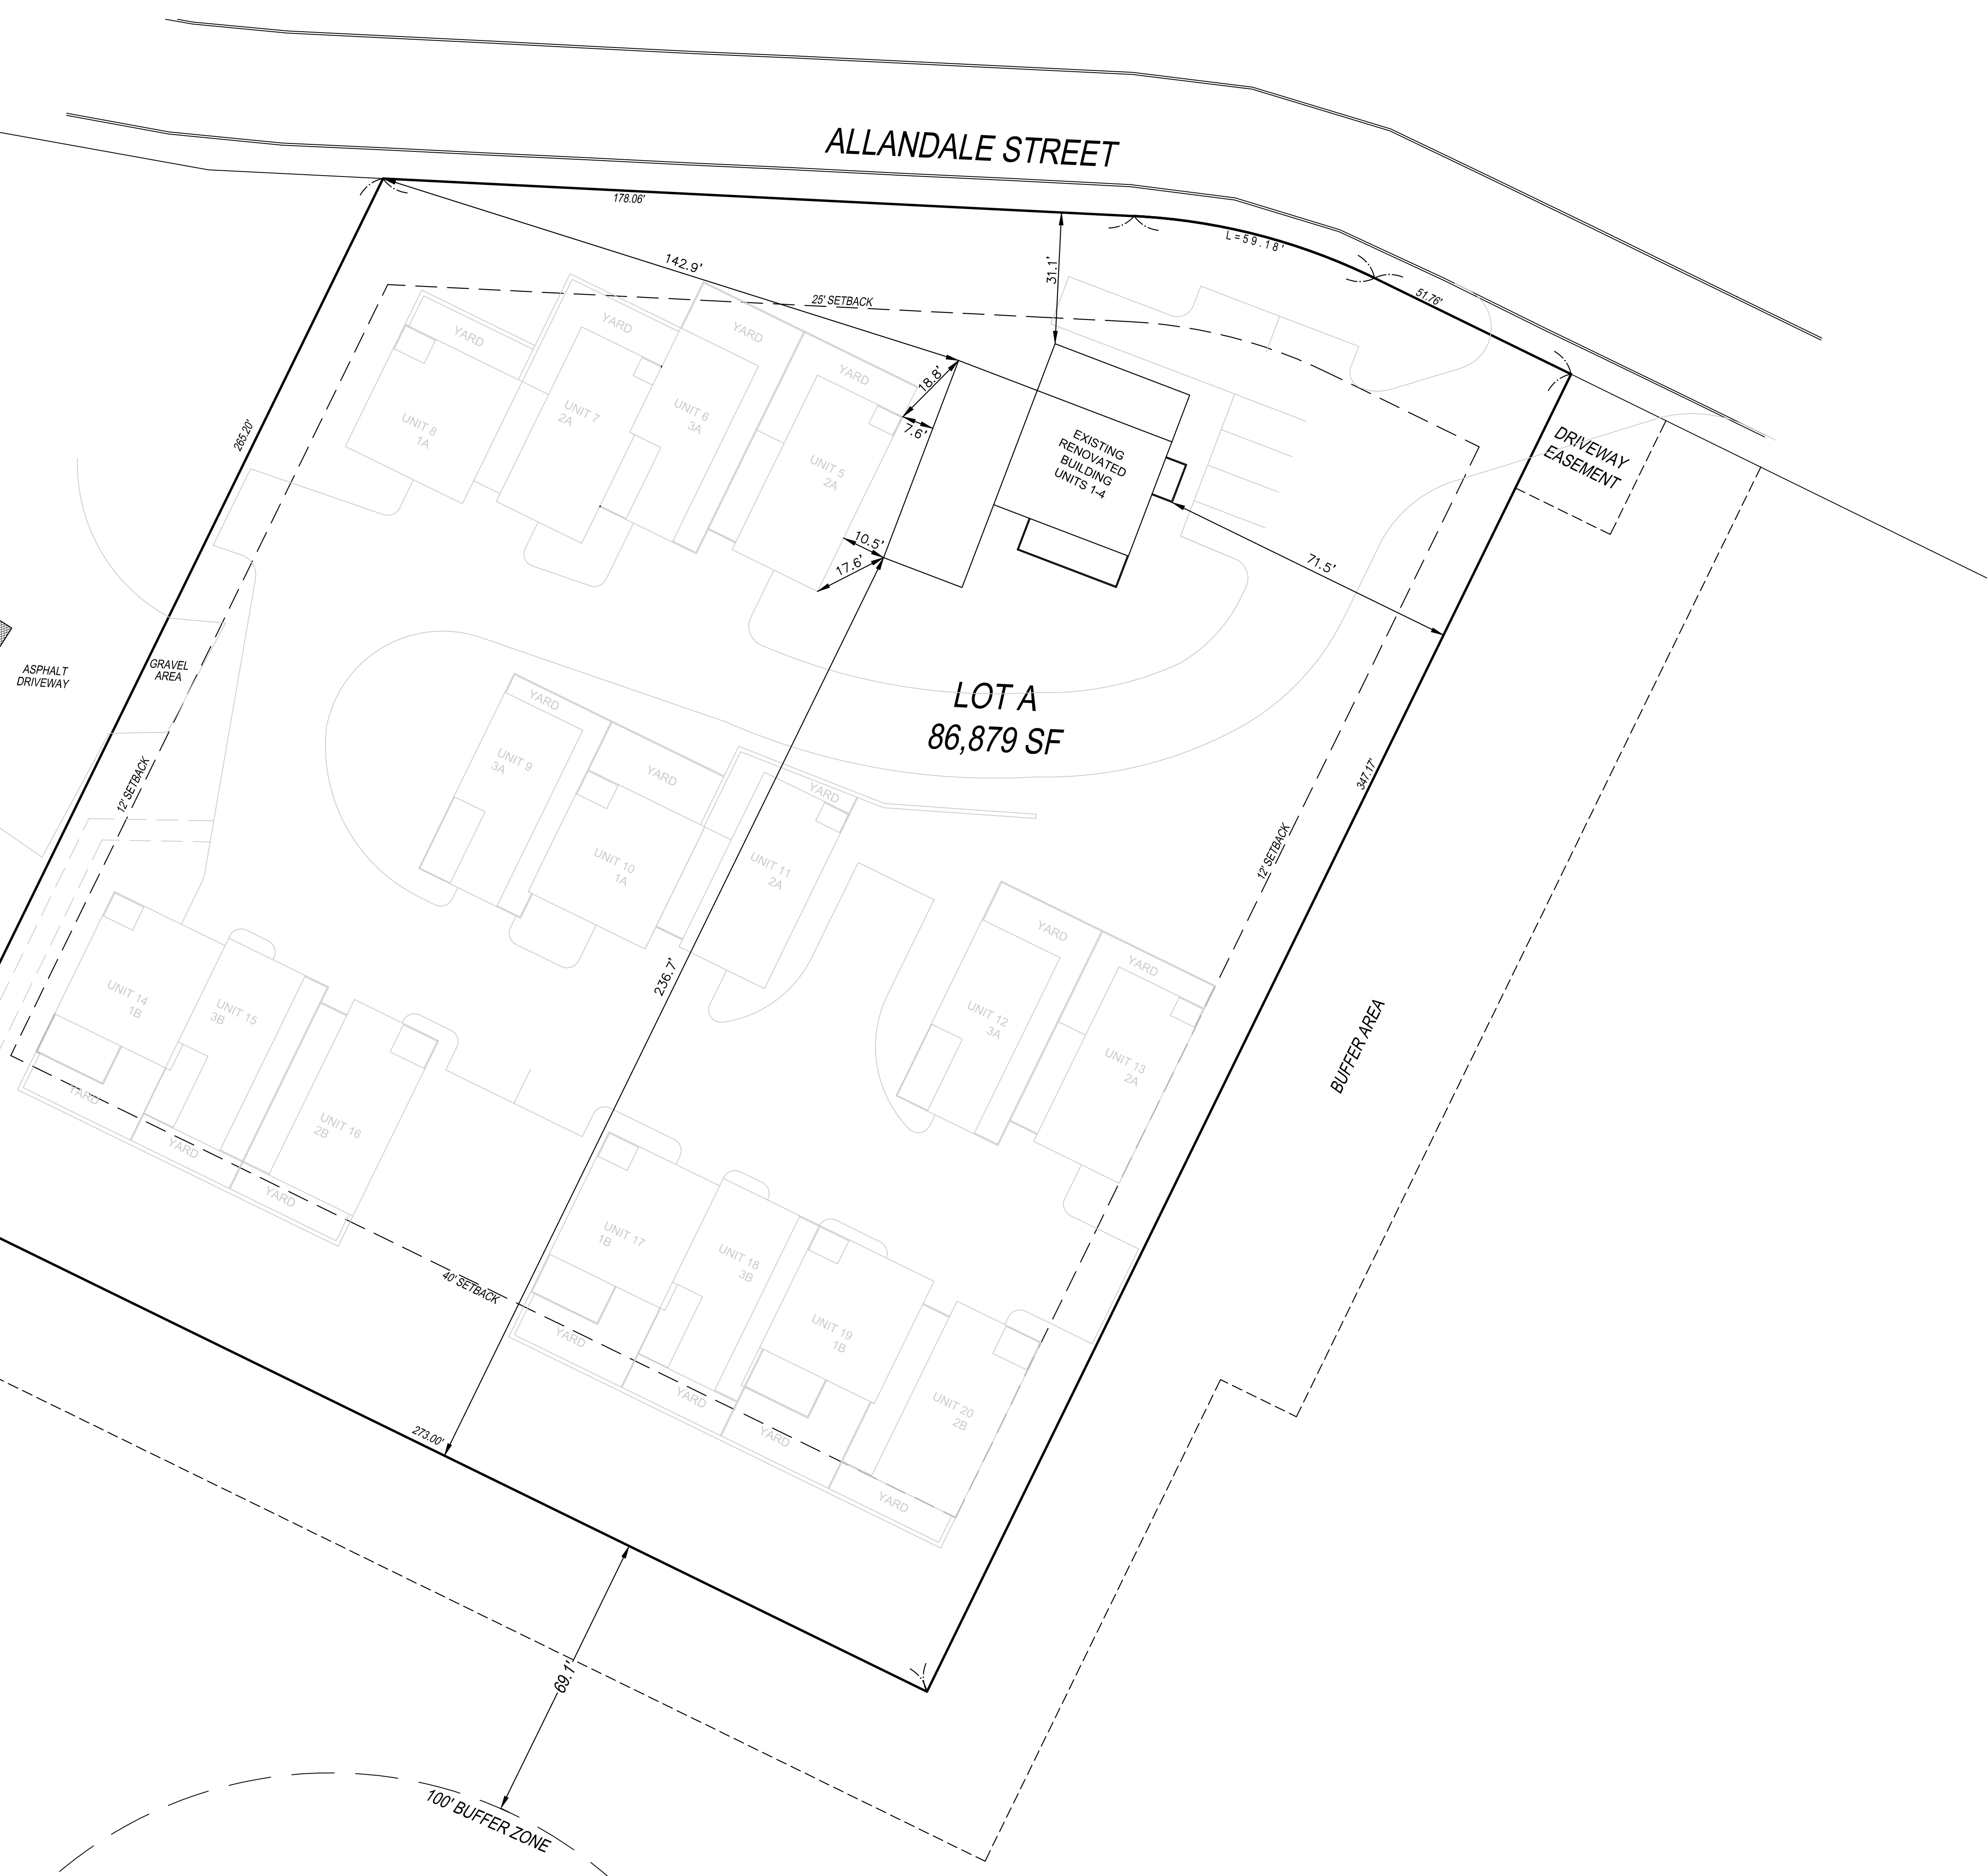 ALLANDALE STREET
178.06'
L=59.18'
51.76'
142.9'
31.1'
25' SETBACK
265.20'
YARD
YARD
YARD
YARD
UNIT 8
1A
UNIT 7
2A
UNIT 6
3A
UNIT 5
2A
18.8'
7.6'
10.5'
17.6'
EXISTING
RENOVATED
BUILDING
UNITS 1-4
DRIVEWAY
EASEMENT
71.5'
ASPHALT
DRIVEWAY
GRAVEL
AREA
LOT A
86,879 SF
12' SETBACK
347.17'
12' SETBACK
YARD
YARD
YARD
UNIT 9
3A
UNIT 10
1A
UNIT 11
2A
236.7'
YARD
YARD
UNIT 12
3A
UNIT 13
2A
BUFFER AREA
UNIT 14
1B
UNIT 15
3B
UNIT 16
2B
YARD
YARD
YARD
UNIT 17
1B
UNIT 18
3B
UNIT 19
1B
UNIT 20
2B
40' SETBACK
YARD
YARD
YARD
YARD
273.00'
69.1'
100' BUFFER ZONE